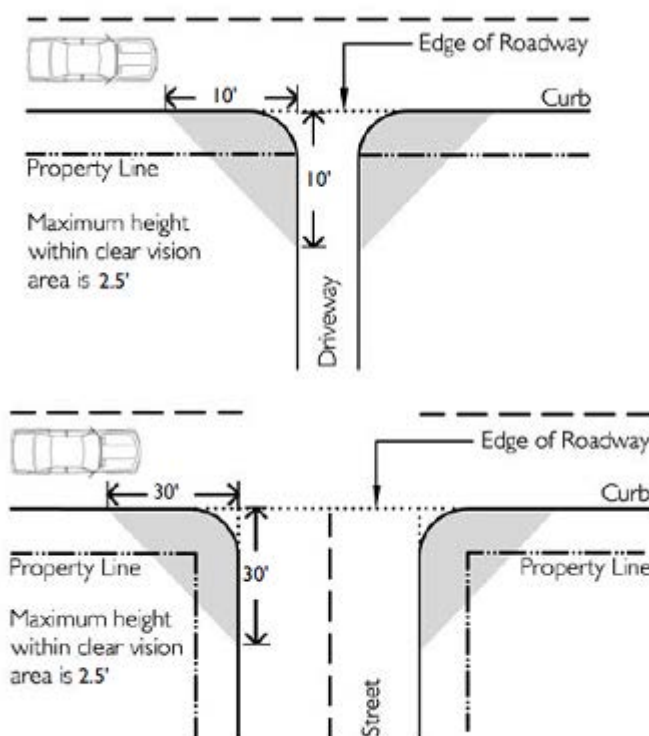 Edge of Roadway
10'
Curb
10'
Property Line
Maximum height
within clear vision
area is 2.5'
Driveway
Edge of Roadway
30'
Curb
Property Line
30'
Property Line
Maximum height
within clear vision
area is 2.5'
Street